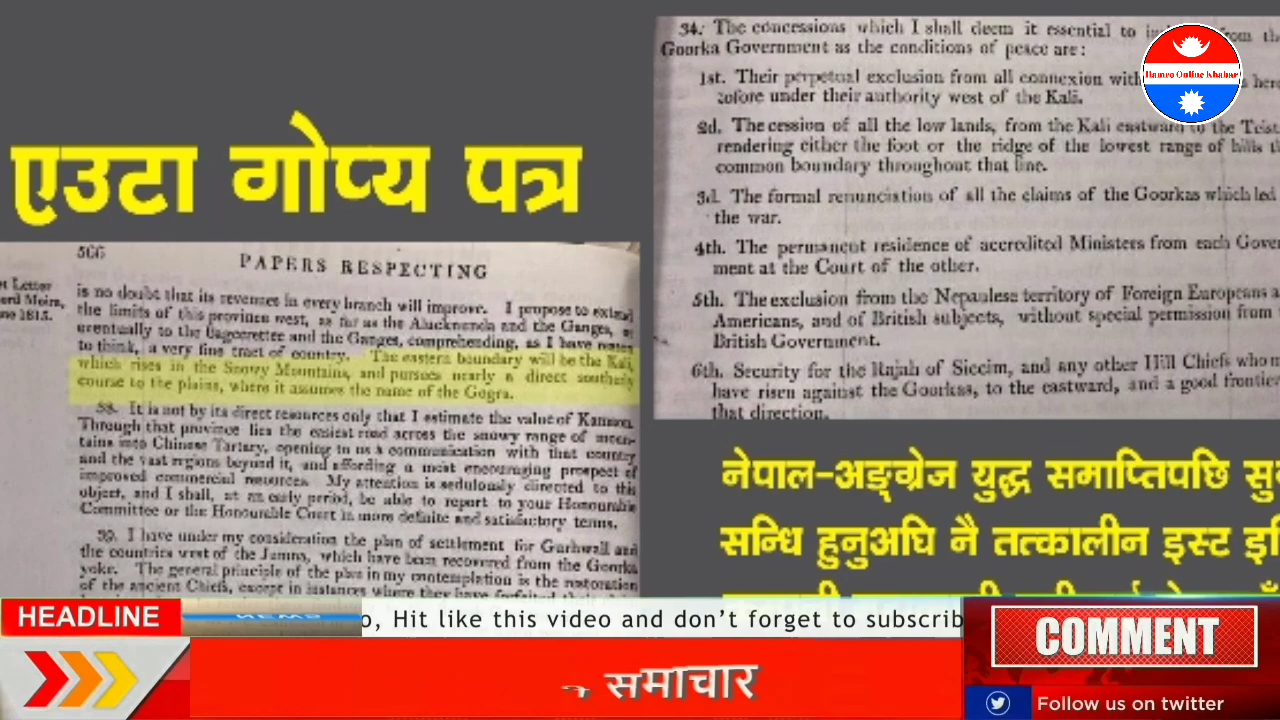 34. The concessions which I shall deem it essential to from
Goorka Government as the conditions of peace are:
1st. Their perpetual exclusion from all connexion with here-
tofore under their authority west of the Kali.
2d. The cession of all the low lands, from the Kali eastward to the
rendering either the foot or the ridge of the lowest range of hills
common boundary throughout that line.
3d. The formal renunciation of all the claims of the Goorkas which led
the war.
4th. The permanent residence of accredited Ministers from each
ment at the Court of the other.
5th. The exclusion from the Nepaulese territory of Foreign Europeans
Americans, and of British subjects, without special permission from
British Government.
6th. Security for the Rajah of Siccim, and any other Hill Chiefs
have risen against the Goorkas, to the eastward, and a good frontier
that direction.
Hamro Online Khabar
एउटा गोप्य पत्र
566
PAPERS RESPECTING
Letter
Moira,
1815.
is no doubt that its revenues in every branch will improve. I propose to extend
the limits of this province west, as far as the Alucknunda and the Ganges, or
eventually to the and the Ganges, comprehending, as I have reason
to think, a very fine tract of country. The eastern boundary will be the Kali,
which rises in the Snowy Mountains, and pursues nearly a direct southerly
course to the plains, where it assumes the name of the Gogra.
58. It is not by its direct resources only that I estimate the value of Kamaon.
Through that province lies the easiest road across the snowy range of moun-
tains into Chinese Tartary, opening to us a communication with that country
and the vast regions beyond it, and affording a most encouraging prospect of
improved commercial resources. My attention is sedulously directed to this
object, and I shall, at an early period, be able to report to your Honourable
Committee or the Honourable Court in more definite and satisfactory terms.
59. I have under my consideration the plan of settlement for Gurhwall and
the countries west of the Jumna, which have been recovered from the Goorka
yoke. The general principle of the plan in my contemplation is the restoration
of the ancient Chiefs, except in instances where they have forfeited their
नेपाल-अङ्ग्रेज युद्ध समाप्तिपछि
सन्धि हुनुअघि नै तत्कालीन इस्ट
HEADLINE
NEWS
o, Hit like this video and don't forget to subscrib
समाचार
COMMENT
Follow us on twitter